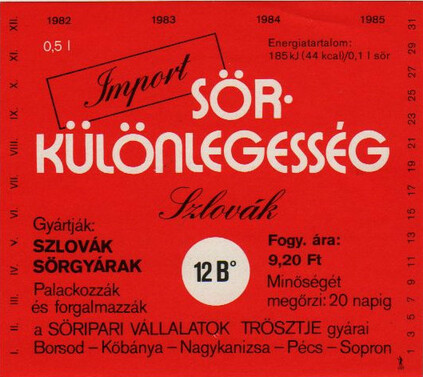 1982 1983 1984 1985
0,5 l
Energiatartalom:
185 kJ (44 kcal)/0,1 l sör
Import
SÖR-
KÜLÖNLEGESSÉG
Szlovák
Gyártják:
SZLOVÁK
SÖRGYÁRAK
Palackozzák
és forgalmazzák
12 B°
Fogy. ára:
9,20 Ft
Minőségét
megőrzi: 20 napig
a SÖRIPARI VÁLLALATOK TRÖSZTJE gyárai
Borsod – Kőbánya – Nagykanizsa – Pécs – Sopron
I. II. III. IV. V. VI. VII. VIII. IX. X. XI. XII.
1 3 5 7 9 11 13 15 17 19 21 23 25 27 29 31